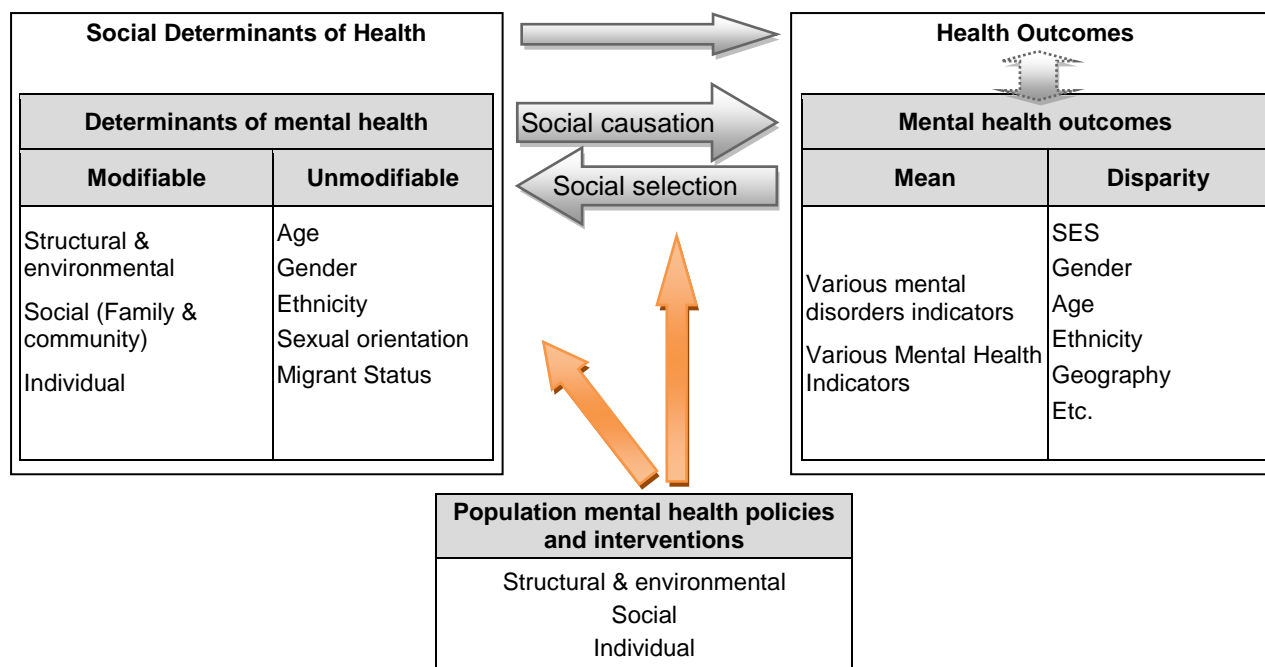 Social Determinants of Health
Determinants of mental health
Modifiable
Unmodifiable
Structural &
environmental
Social (Family &
community)
Individual
Age
Gender
Ethnicity
Sexual orientation
Migrant Status
Social causation
Social selection
Health Outcomes
Mental health outcomes
Mean
Disparity
Various mental
disorders indicators
Various Mental Health
Indicators
SES
Gender
Age
Ethnicity
Geography
Etc.
Population mental health policies
and interventions
Structural & environmental
Social
Individual